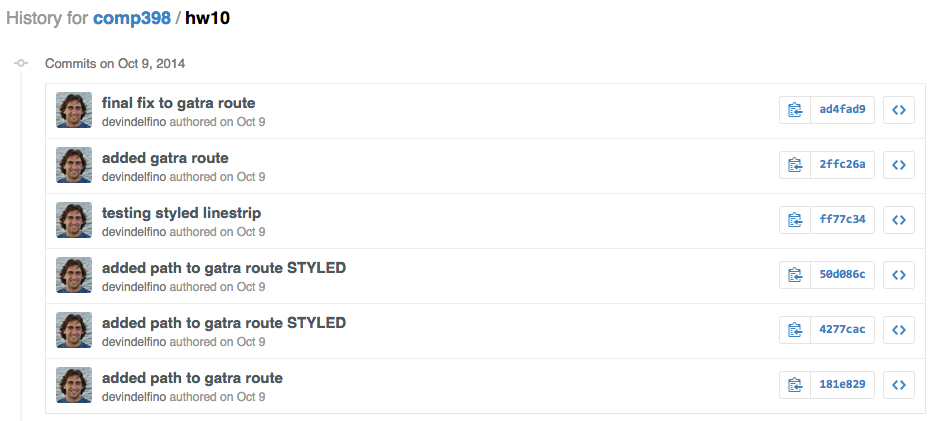 History for comp398 / hw10
Commits on Oct 9, 2014
final fix to gatra route
devindelfino authored on Oct 9
ad4fad9
added gatra route
devindelfino authored on Oct 9
2ffc26a
testing styled linestrip
devindelfino authored on Oct 9
ff77c34
added path to gatra route STYLED
devindelfino authored on Oct 9
50d086c
added path to gatra route STYLED
devindelfino authored on Oct 9
4277cac
added path to gatra route
devindelfino authored on Oct 9
181e829